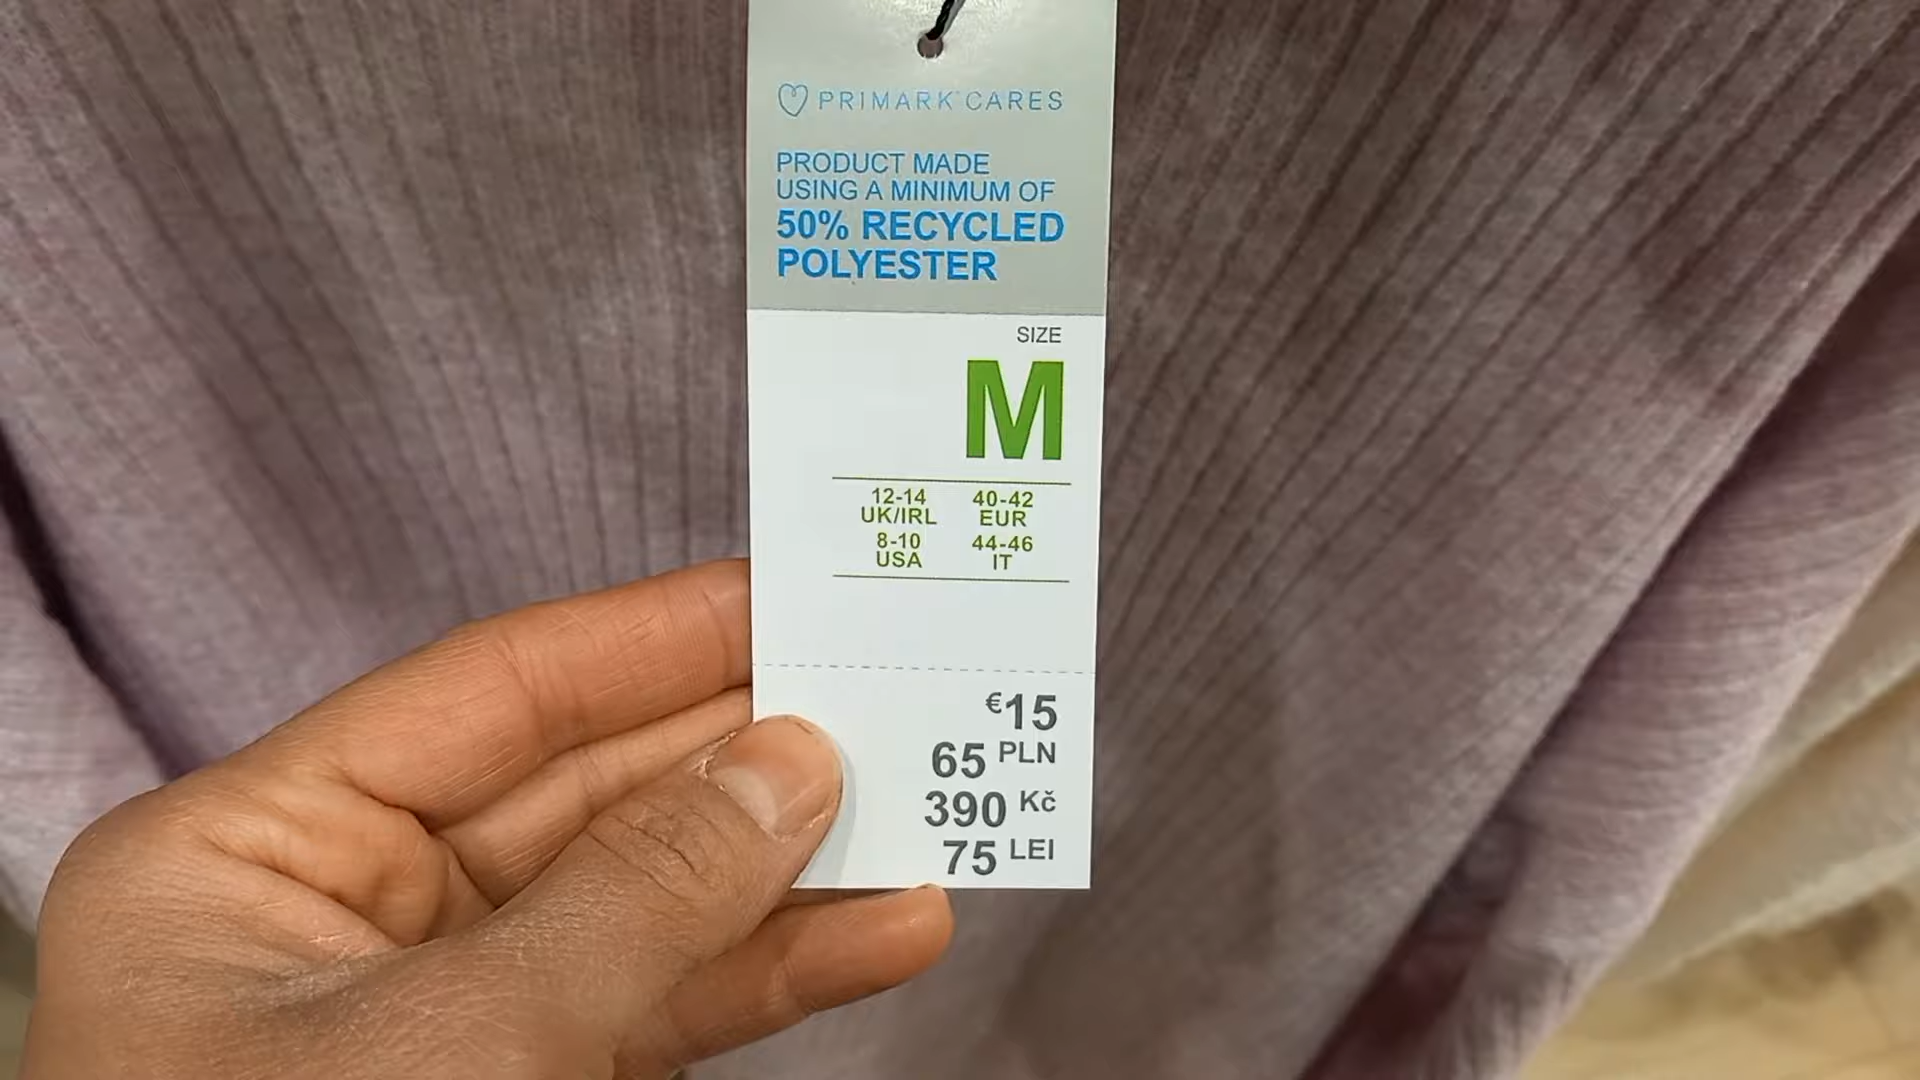 PRIMARK CARES
PRODUCT MADE
USING A MINIMUM OF
50% RECYCLED
POLYESTER
SIZE
M
12-14 40-42
UK/IRL EUR
8-10 44-46
USA IT
€15
65 PLN
390 Kč
75 LEI